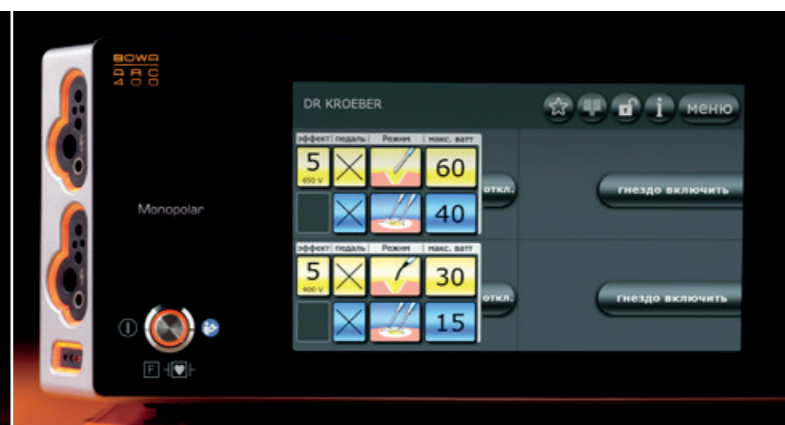 BOWA
ARC
400
Monopolar
F
DR KROEBER
i меню
эффект педаль Режим макс. ватт
5 60
450 V
откл.
гнездо включить
40
эффект педаль Режим макс. ватт
5 30
400 V
откл.
гнездо включить
15